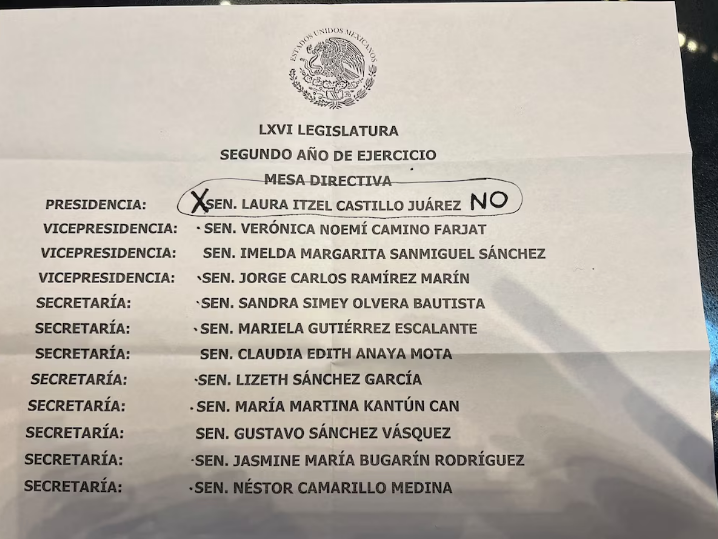 ESTADOS UNIDOS MEXICANOS
LXVI LEGISLATURA
SEGUNDO AÑO DE EJERCICIO
MESA DIRECTIVA
PRESIDENCIA: X SEN. LAURA ITZEL CASTILLO JUÁREZ NO
VICEPRESIDENCIA: SEN. VERÓNICA NOEMÍ CAMINO FARJAT
VICEPRESIDENCIA: SEN. IMELDA MARGARITA SANMIGUEL SÁNCHEZ
VICEPRESIDENCIA: SEN. JORGE CARLOS RAMÍREZ MARÍN
SECRETARÍA: SEN. SANDRA SIMEY OLVERA BAUTISTA
SECRETARÍA: SEN. MARIELA GUTIÉRREZ ESCALANTE
SECRETARÍA: SEN. CLAUDIA EDITH ANAYA MOTA
SECRETARÍA: SEN. LIZETH SÁNCHEZ GARCÍA
SECRETARÍA: SEN. MARÍA MARTINA KANTÚN CAN
SECRETARÍA: SEN. GUSTAVO SÁNCHEZ VÁSQUEZ
SECRETARÍA: SEN. JASMINE MARÍA BUGARÍN RODRÍGUEZ
SECRETARÍA: SEN. NÉSTOR CAMARILLO MEDINA